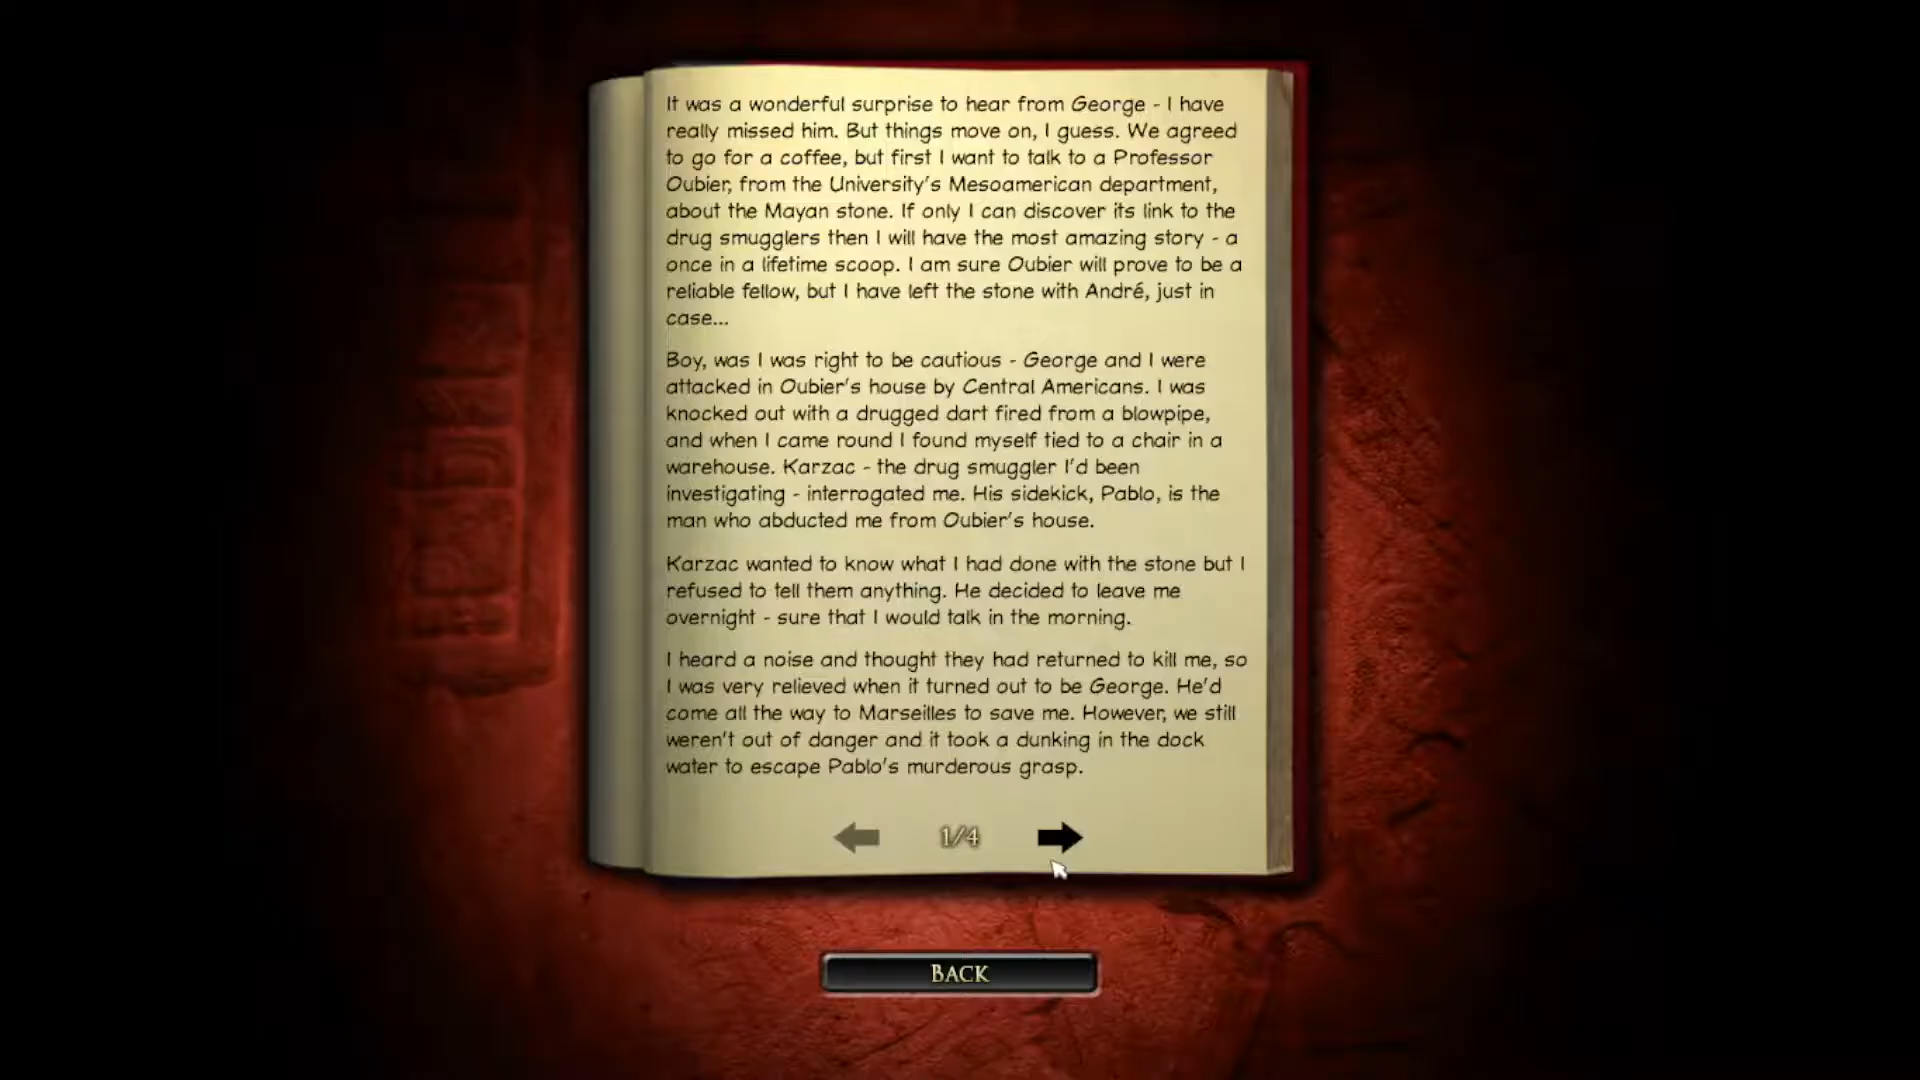 It was a wonderful surprise to hear from George - I have
really missed him. But things move on, I guess. We agreed
to go for a coffee, but first I want to talk to a Professor
Oubier, from the University's Mesoamerican department,
about the Mayan stone. If only I can discover its link to the
drug smugglers then I will have the most amazing story - a
once in a lifetime scoop. I am sure Oubier will prove to be a
reliable fellow, but I have left the stone with André, just in
case...
Boy, was I was right to be cautious - George and I were
attacked in Oubier's house by Central Americans. I was
knocked out with a drugged dart fired from a blowpipe,
and when I came round I found myself tied to a chair in a
warehouse. Karzac - the drug smuggler I'd been
investigating - interrogated me. His sidekick, Pablo, is the
man who abducted me from Oubier's house.
Karzac wanted to know what I had done with the stone but I
refused to tell them anything. He decided to leave me
overnight - sure that I would talk in the morning.
I heard a noise and thought they had returned to kill me, so
I was very relieved when it turned out to be George. He'd
come all the way to Marseilles to save me. However, we still
weren't out of danger and it took a dunking in the dock
water to escape Pablo's murderous grasp.
1/4
BACK